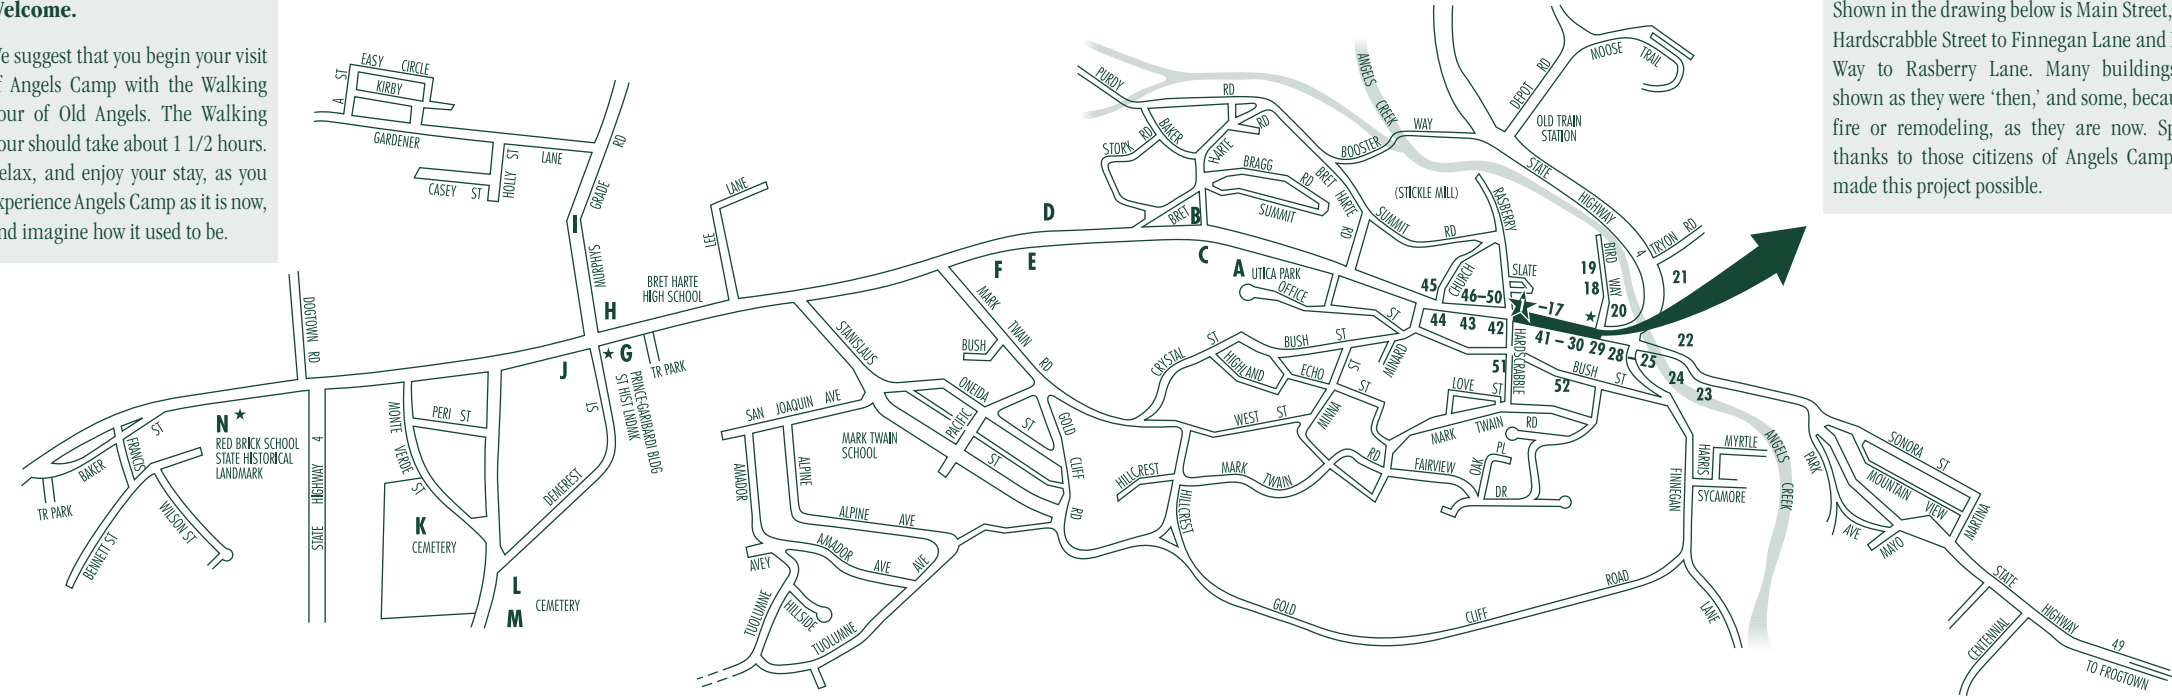 Welcome.
We suggest that you begin your visit
of Angels Camp with the Walking
Tour of Old Angels. The Walking
Tour should take about 1 1/2 hours.
Relax, and enjoy your stay, as you
experience Angels Camp as it is now,
and imagine how it used to be.
Shown in the drawing below is Main Street,
Hardscrabble Street to Finnegan Lane and
Way to Rasberry Lane. Many buildings
shown as they were ‘then,’ and some,
fire or remodeling, as they are now.
thanks to those citizens of Angels Camp
made this project possible.
EASY CIRCLE
A ST
KIRBY
GARDENER LANE
HOLLY ST
CASEY ST
GRADE RD
I
MURPHYS
LEE LANE
BRET HARTE
HIGH SCHOOL
H
DOGTOWN RD
J
G
TR PARK
PRINCE-GARIBARDI BLDG
ST HIST LNDMK
DEMEREST ST
N
RED BRICK SCHOOL
STATE HISTORICAL
LANDMARK
BAKER ST
FRANCIS
TR PARK
BENNETT ST
WILSON ST
STATE HIGHWAY 4
MONTE VERDE ST
PERI ST
K
CEMETERY
L
M
CEMETERY
D
F
E
C
A
B
UTICA PARK
OFFICE ST
PURDY RD
STORK RD
BAKER
HARTE RD
BRAGG RD
SUMMIT
BRET
BRET HARTE RD
SUMMIT RD
ANGELS CREEK
BOOSTER WAY
(STICKLE MILL)
RASBERRY
DEPOT RD
MOOSE TRAIL
OLD TRAIN
STATION
STATE HIGHWAY 4
TRYON RD
BIRD WAY
SLATE
CHURCH
19
18
20
21
45
46–50
–17
44
43
42
41 – 30
29
28 – 25
22
24
23
51
52
HARDSCRABBLE
BUSH ST
LOVE ST
MARK TWAIN RD
STANISLAUS
MARK TWAIN RD
BUSH
ONEIDA ST
PACIFIC ST
SAN JOAQUIN AVE
MARK TWAIN
SCHOOL
AMADOR
ALPINE
ALPINE AVE
AMADOR AVE
AVEY
TUOLUMNE
HILLSIDE
TUOLUMNE AVE
GOLD CLIFF RD
CRYSTAL ST
HIGHLAND
BUSH ST
ECHO ST
MINARD
WEST ST
MINNA ST
HILLCREST
HILLCREST
MARK TWAIN RD
FAIRVIEW DR
OAK PL
GOLD CLIFF ROAD
FINNEGAN LANE
HARRIS
MYRTLE
SYCAMORE
ANGELS CREEK
PARK AVE
SONORA ST
MOUNTAIN VIEW
MARTINA
MAYO
STATE HIGHWAY 49
CENTENNIAL
TO FROGTOWN